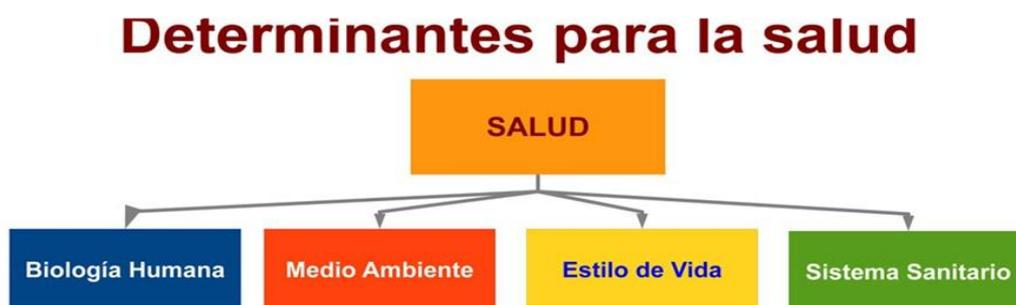 Determinantes para la salud
SALUD
Biología Humana
Medio Ambiente
Estilo de Vida
Sistema Sanitario